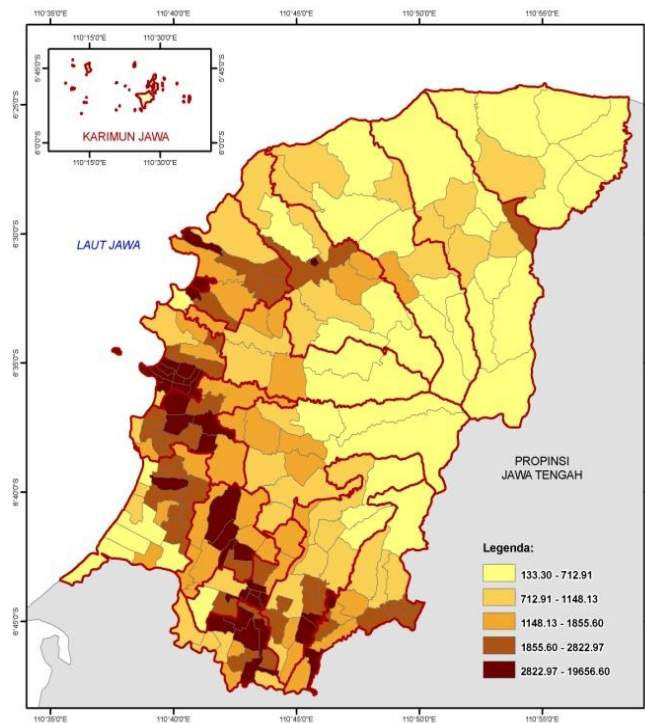 110°35'0"E 110°40'0"E 110°45'0"E 110°50'0"E 110°55'0"E
110°15'0"E 110°30'0"E
5°45'0"S 5°45'0"S
6°0'0"S 6°0'0"S
KARIMUN JAWA
110°15'0"E 110°30'0"E
6°25'0"S
6°30'0"S
LAUT JAWA
6°35'0"S
6°40'0"S
6°45'0"S
PROPINSI
JAWA TENGAH
Legenda:
133.30 - 712.91
712.91 - 1148.13
1148.13 - 1855.60
1855.60 - 2822.97
2822.97 - 19656.60
110°35'0"E 110°40'0"E 110°45'0"E 110°50'0"E 110°55'0"E